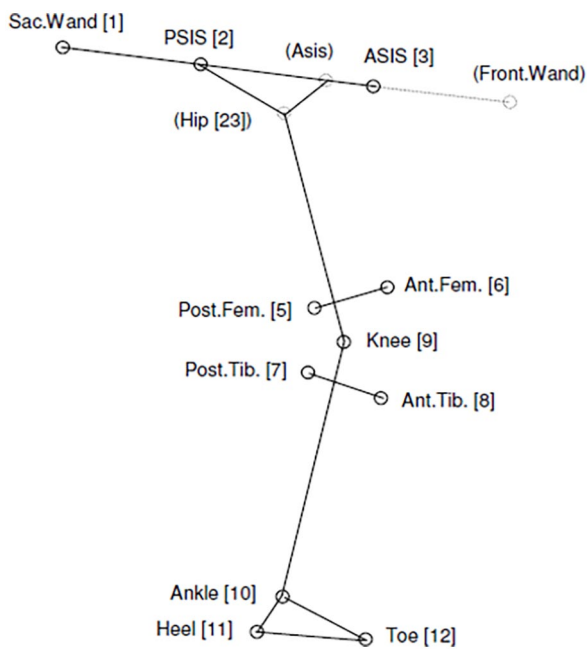 Sac.Wand [1]
PSIS [2]
(Asis)
ASIS [3]
(Front.Wand)
(Hip [23])
Ant.Fem. [6]
Post.Fem. [5]
Knee [9]
Post.Tib. [7]
Ant.Tib. [8]
Ankle [10]
Heel [11]
Toe [12]